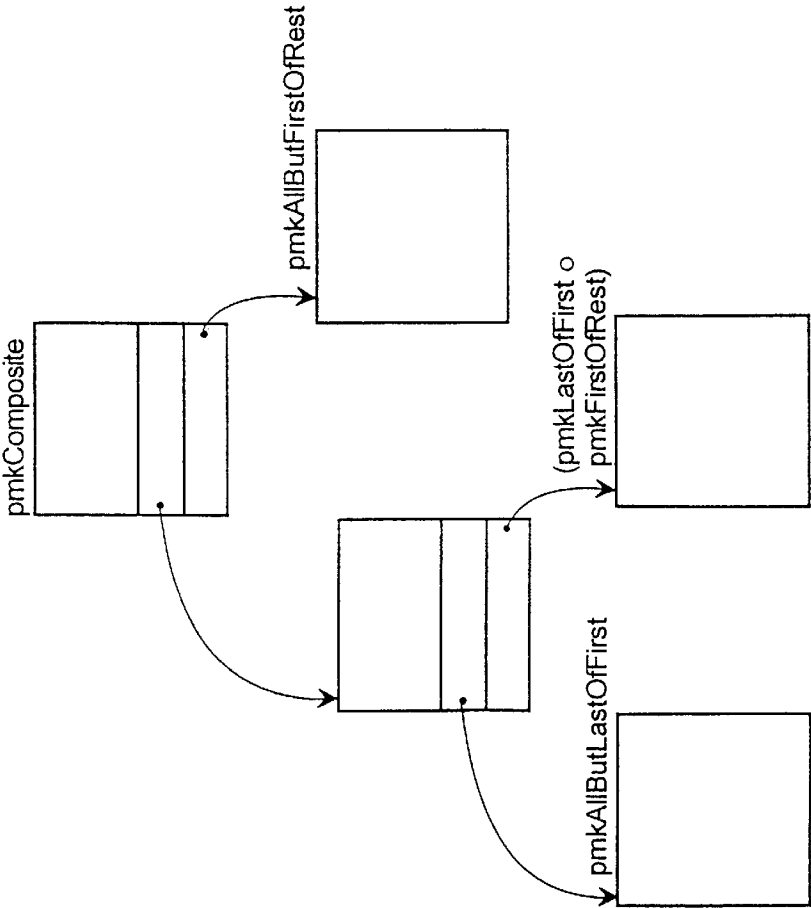 pmkComposite
pmkAllButFirstOfRest
(pmkLastOfFirst ○
pmkFirstOfRest)
pmkAllButLastOfFirst